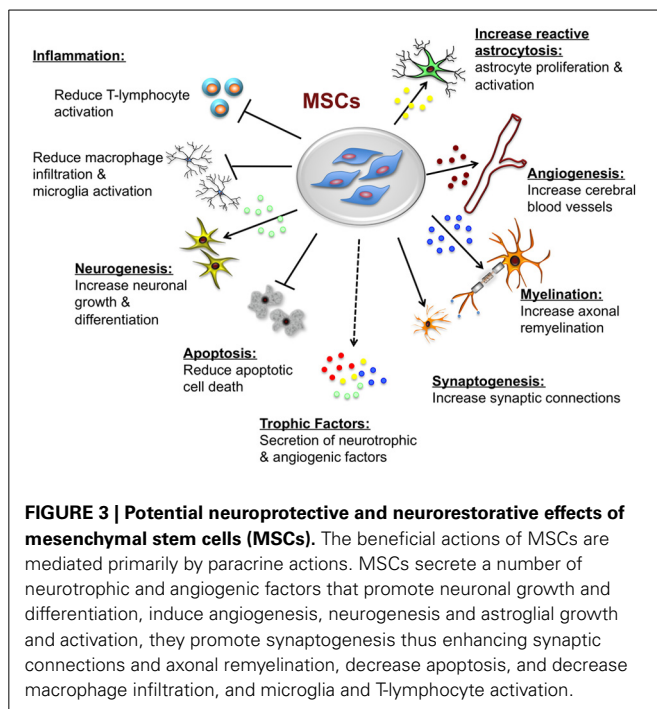 Inflammation:
Reduce T-lymphocyte
activation
Reduce macrophage
infiltration &
microglia activation
MSCs
Increase reactive
astrocytosis:
astrocyte proliferation &
activation
Angiogenesis:
Increase cerebral
blood vessels
Neurogenesis:
Increase neuronal
growth &
differentiation
Myelination:
Increase axonal
remyelination
Apoptosis:
Reduce apoptotic
cell death
Synaptogenesis:
Increase synaptic connections
Trophic Factors:
Secretion of neurotrophic
& angiogenic factors
FIGURE 3 | Potential neuroprotective and neurorestorative effects of
mesenchymal stem cells (MSCs). The beneficial actions of MSCs are
mediated primarily by paracrine actions. MSCs secrete a number of
neurotrophic and angiogenic factors that promote neuronal growth and
differentiation, induce angiogenesis, neurogenesis and astroglial growth
and activation, they promote synaptogenesis thus enhancing synaptic
connections and axonal remyelination, decrease apoptosis, and decrease
macrophage infiltration, and microglia and T-lymphocyte activation.